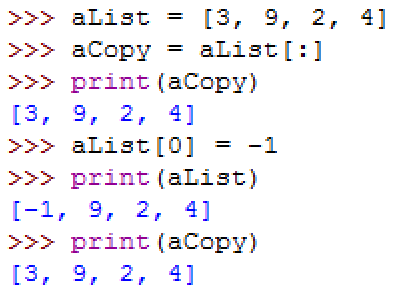 >>> aList = [3, 9, 2, 4]
>>> aCopy = aList[:]
>>> print(aCopy)
[3, 9, 2, 4]
>>> aList[0] = -1
>>> print(aList)
[-1, 9, 2, 4]
>>> print(aCopy)
[3, 9, 2, 4]